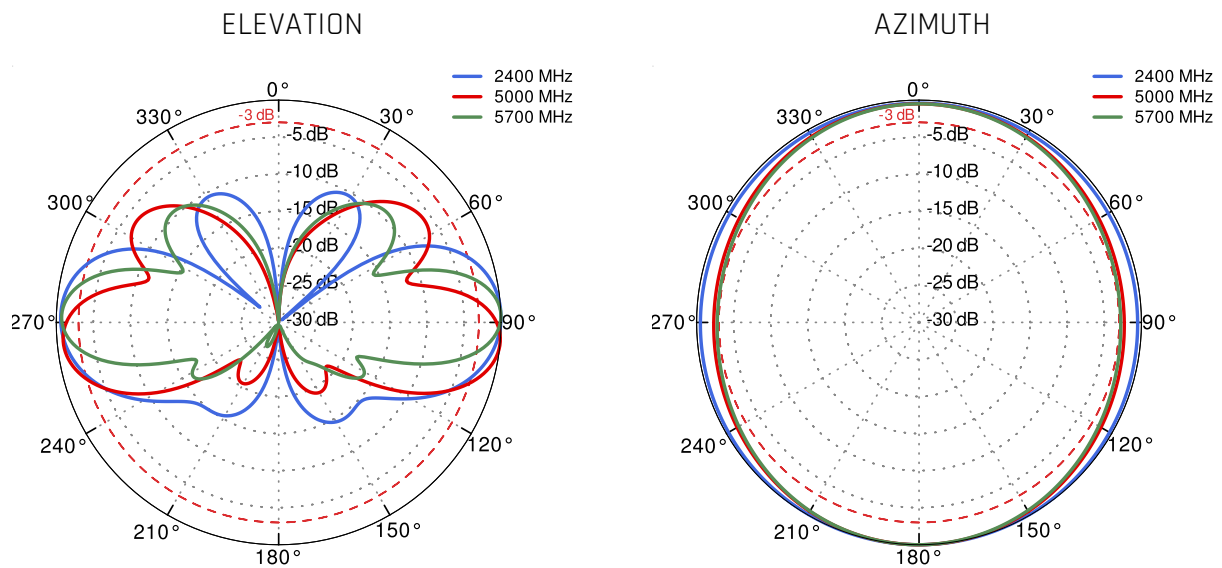 ELEVATION
2400 MHz
5000 MHz
5700 MHz
0°
330°
-3 dB
30°
-5 dB
-10 dB
300°
-15 dB
60°
-20 dB
-25 dB
270°
-30 dB
90°
240°
120°
210°
150°
180°
AZIMUTH
2400 MHz
5000 MHz
5700 MHz
0°
330°
-3 dB
30°
-5 dB
-10 dB
300°
-15 dB
60°
-20 dB
-25 dB
270°
-30 dB
90°
240°
120°
210°
150°
180°